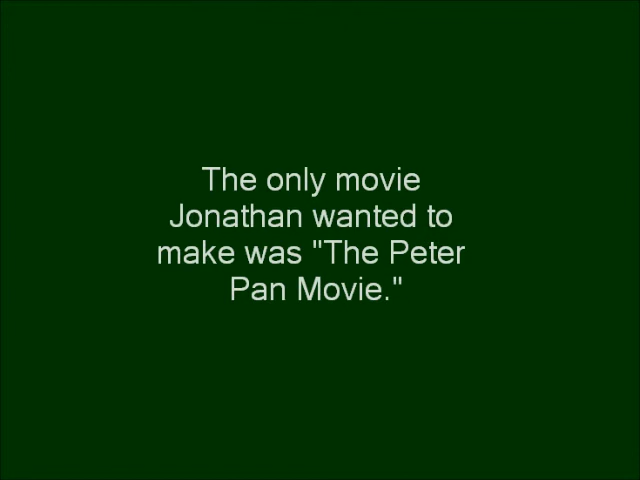 The only movie
Jonathan wanted to
make was "The Peter
Pan Movie."